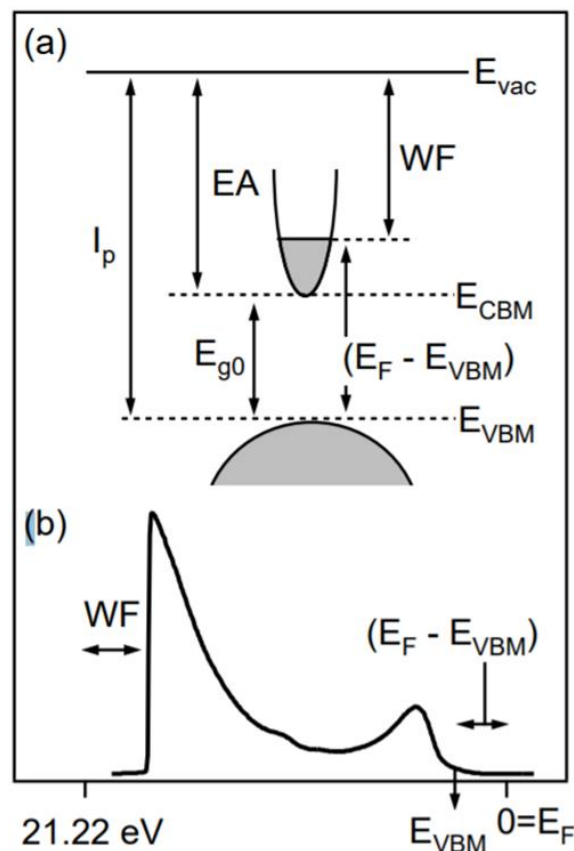 (a)
E_vac
WF
EA
I_p
E_CBM
E_g0
(E_F - E_VBM)
E_VBM
(b)
WF
(E_F - E_VBM)
21.22 eV
E_VBM
0=E_F